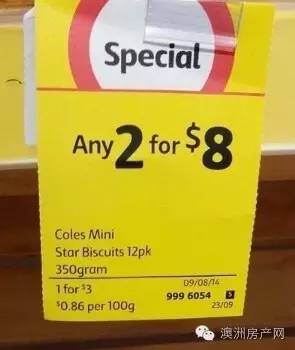 Special
Any 2 for $8
Coles Mini
Star Biscuits 12pk
350gram
1 for $3
$0.86 per 100g
09/08/14
999 6054
23/09
澳洲房产网